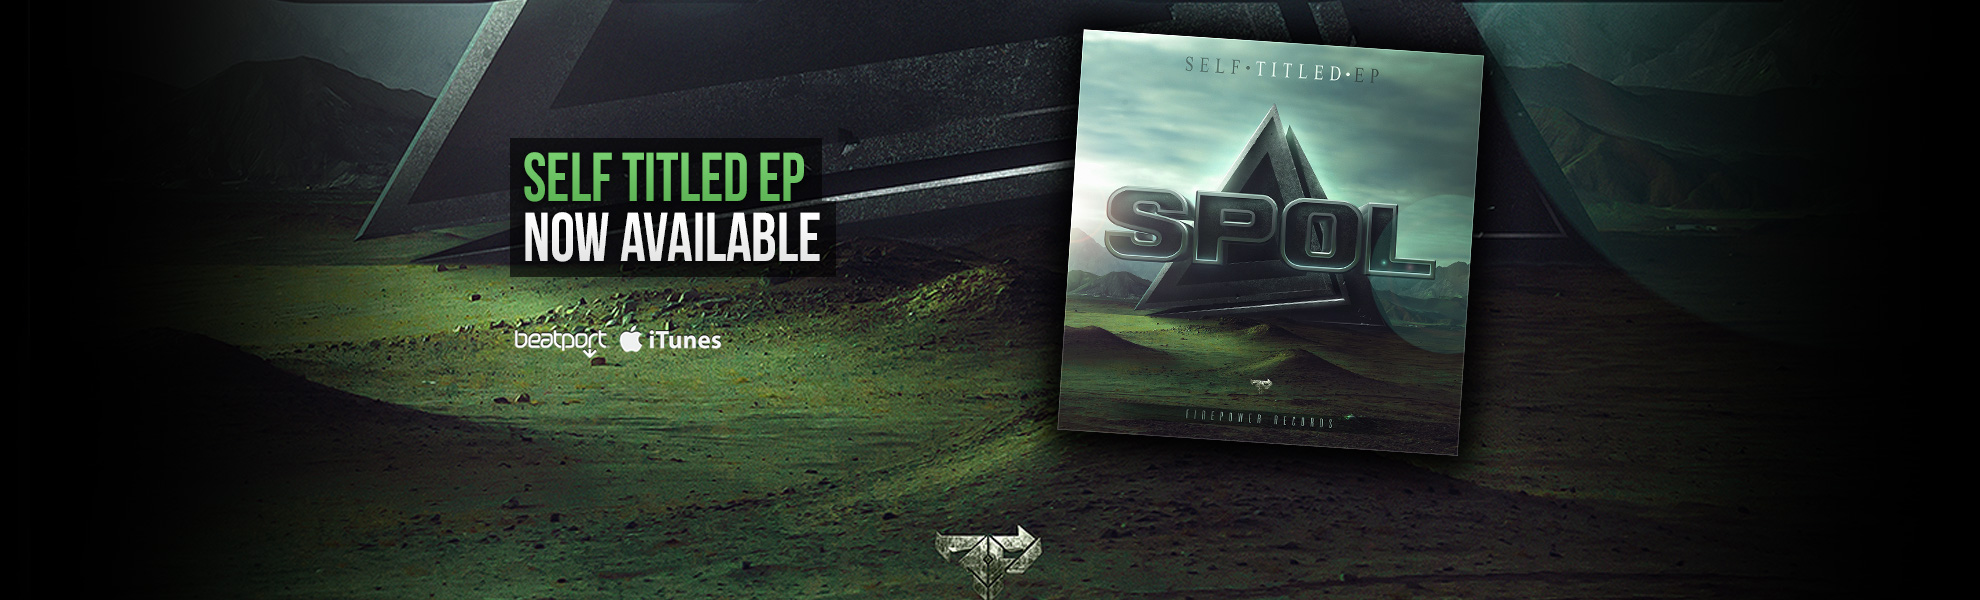 SELF TITLED EP
NOW AVAILABLE
beatport iTunes
SELF•TITLED•EP
SPOL
FIREPOWER RECORDS